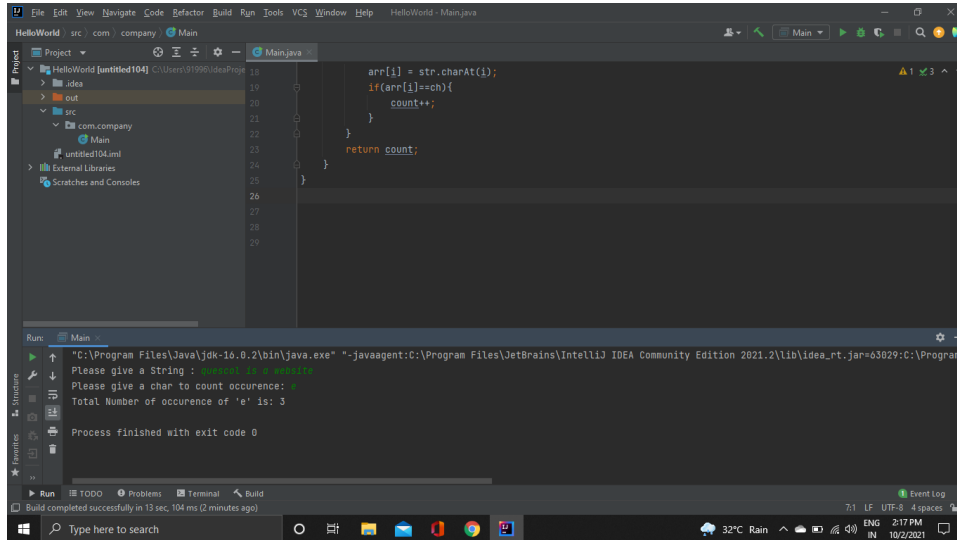 File Edit View Navigate Code Refactor Build Run Tools VCS Window Help HelloWorld - Main.java
HelloWorld src com company Main
Main
Project
Main.java
Project
HelloWorld [untitled104] C:\Users\91996\IdeaProje
.idea
out
src
com.company
Main
untitled104.iml
External Libraries
Scratches and Consoles
18 arr[i] = str.charAt(i);
19 if(arr[i]==ch){
20 count++;
21 }
22 }
23 return count;
24 }
25 }
26
27
28
29
1 3
Run: Main
"C:\Program Files\Java\jdk-16.0.2\bin\java.exe" "-javaagent:C:\Program Files\JetBrains\IntelliJ IDEA Community Edition 2021.2\lib\idea_rt.jar=63029:C:\Program
Please give a String : quescol is a website
Please give a char to count occurence: e
Total Number of occurence of 'e' is: 3
Process finished with exit code 0
Structure
Favorites
Run TODO Problems Terminal Build
1 Event Log
Build completed successfully in 13 sec, 104 ms (2 minutes ago)
7:1 LF UTF-8 4 spaces
Type here to search
32°C Rain
ENG
IN
2:17 PM
10/2/2021